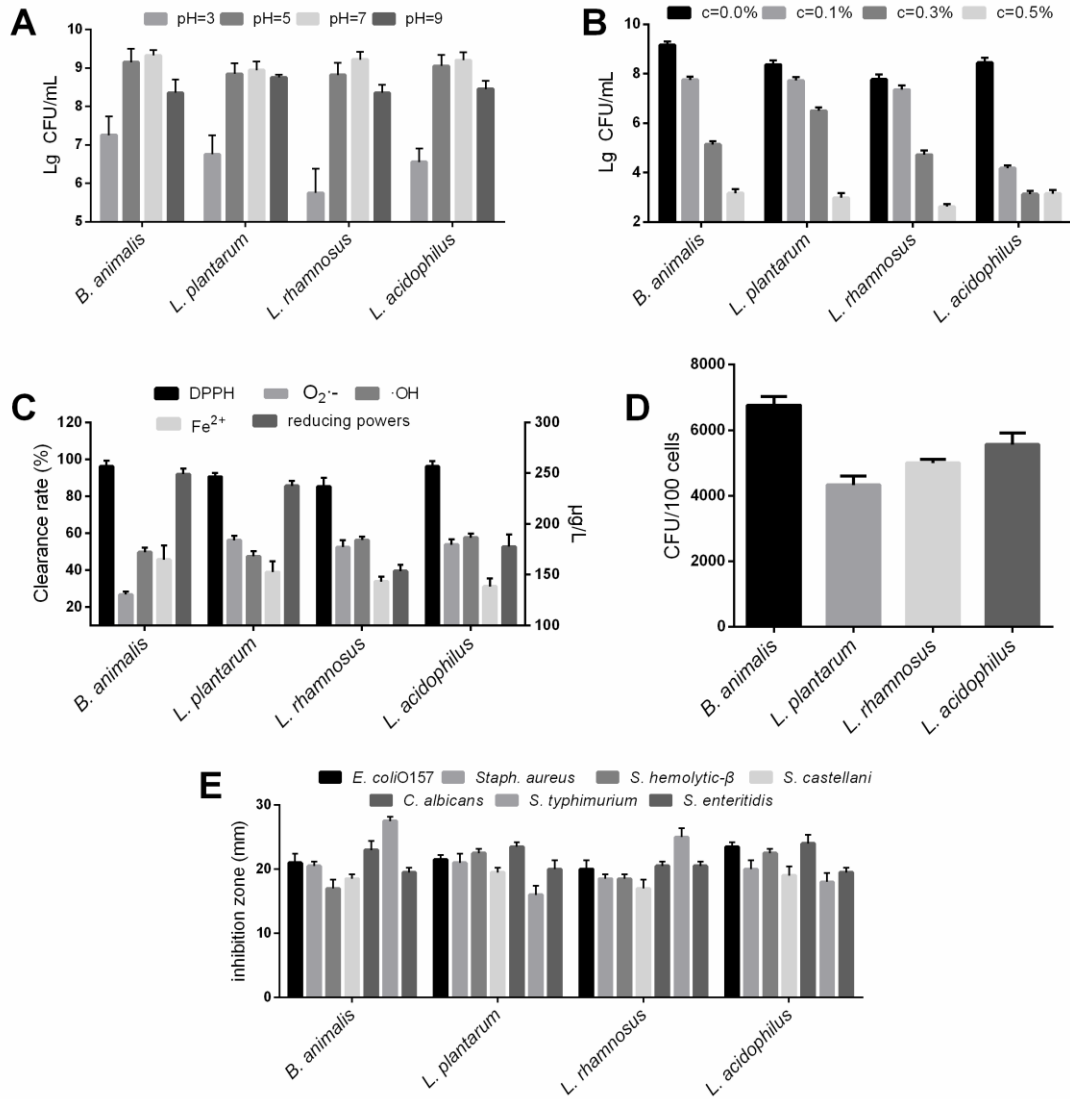 A
pH=3 pH=5 pH=7 pH=9
Lg CFU/mL
10
9
8
7
6
5
B. animalis
L. plantarum
L. rhamnosus
L. acidophilus
B
c=0.0% c=0.1% c=0.3% c=0.5%
Lg CFU/mL
10
8
6
4
2
B. animalis
L. plantarum
L. rhamnosus
L. acidophilus
C
DPPH O₂·- ·OH
Fe²⁺ reducing powers
Clearance rate (%)
120
100
80
60
40
20
300
250
200
150
100
µg/L
B. animalis
L. plantarum
L. rhamnosus
L. acidophilus
D
CFU/100 cells
8000
6000
4000
2000
0
B. animalis
L. plantarum
L. rhamnosus
L. acidophilus
E
E. coliO157 Staph. aureus S. hemolytic-β S. castellani
C. albicans S. typhimurium S. enteritidis
inhibition zone (mm)
30
20
10
0
B. animalis
L. plantarum
L. rhamnosus
L. acidophilus